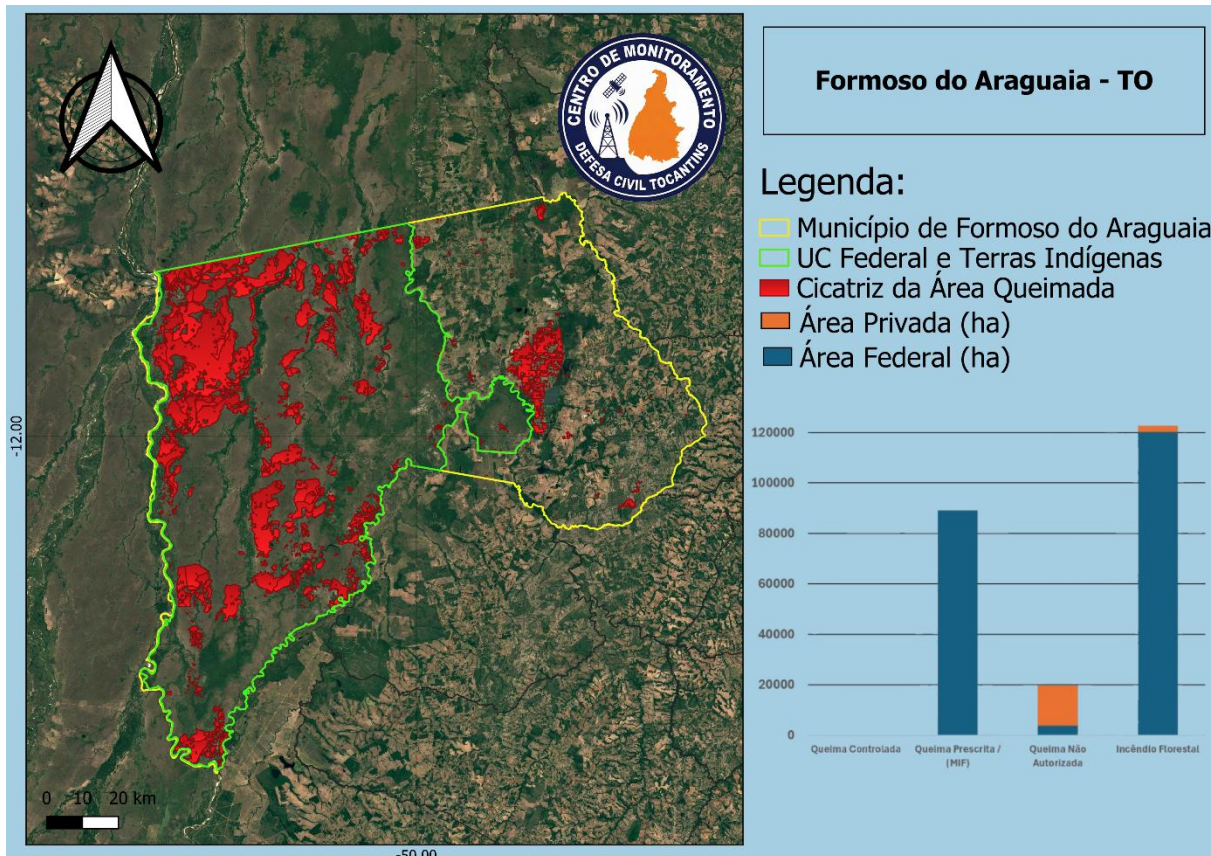 CENTRO DE MONITORAMENTO
DEFESA CIVIL TOCANTINS
Formoso do Araguaia - TO
Legenda:
Município de Formoso do Araguaia
UC Federal e Terras Indígenas
Cicatriz da Área Queimada
Área Privada (ha)
Área Federal (ha)
-12.00
120000
100000
80000
60000
40000
20000
0
Queima Controlada
Queima Prescrita /
(MIF)
Queima Não
Autorizada
Incêndio Florestal
0 10 20 km
-50.00